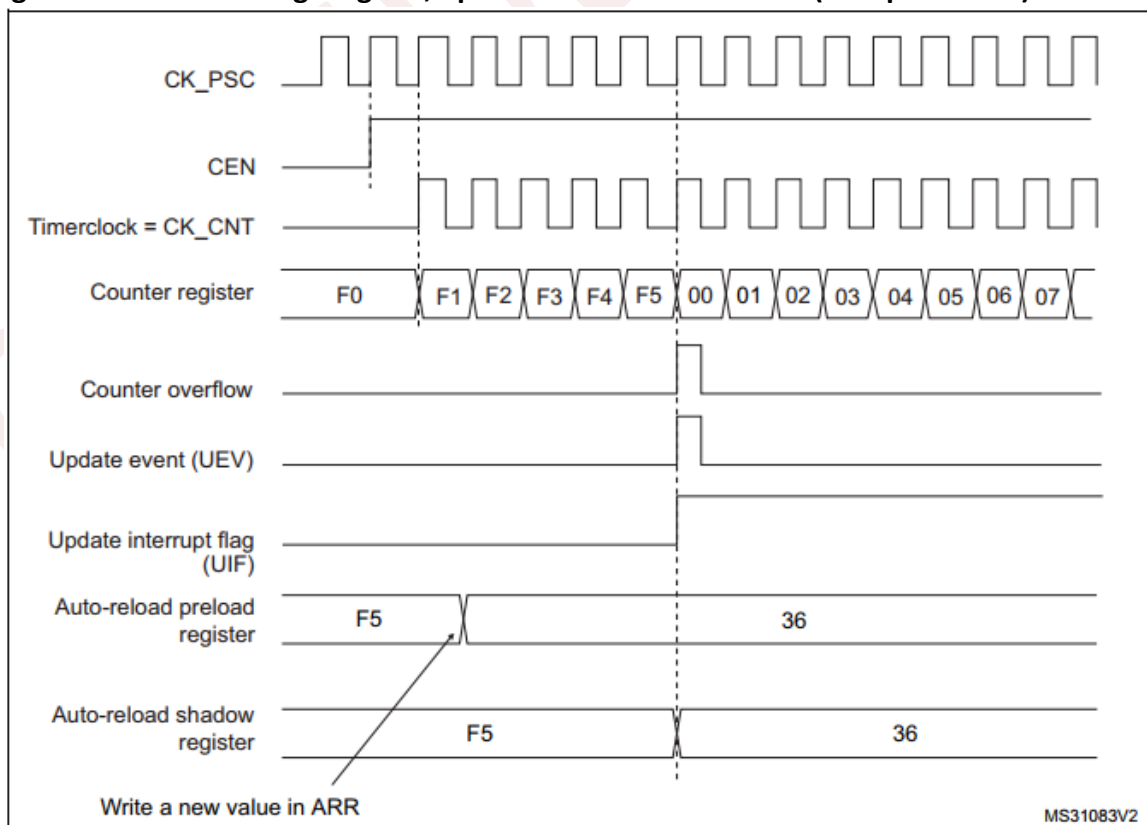 CK_PSC
CEN
Timerclock = CK_CNT
Counter register
F0 F1 F2 F3 F4 F5 00 01 02 03 04 05 06 07
Counter overflow
Update event (UEV)
Update interrupt flag
(UIF)
Auto-reload preload
register
F5 36
Auto-reload shadow
register
F5 36
Write a new value in ARR
MS31083V2